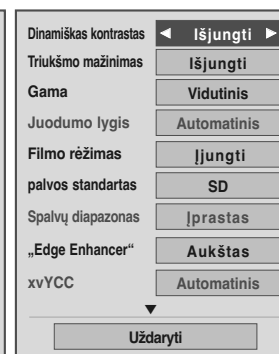 Dinamiškas kontrastas ◄ Išjungti ►
Triukšmo mažinimas Išjungti
Gama Vidutinis
Juodumo lygis Automatinis
Filmo rėžimas Įjungti
palvos standartas SD
Spalvų diapazonas Įprastas
„Edge Enhancer“ Aukštas
xvYCC Automatinis
▼
Uždaryti